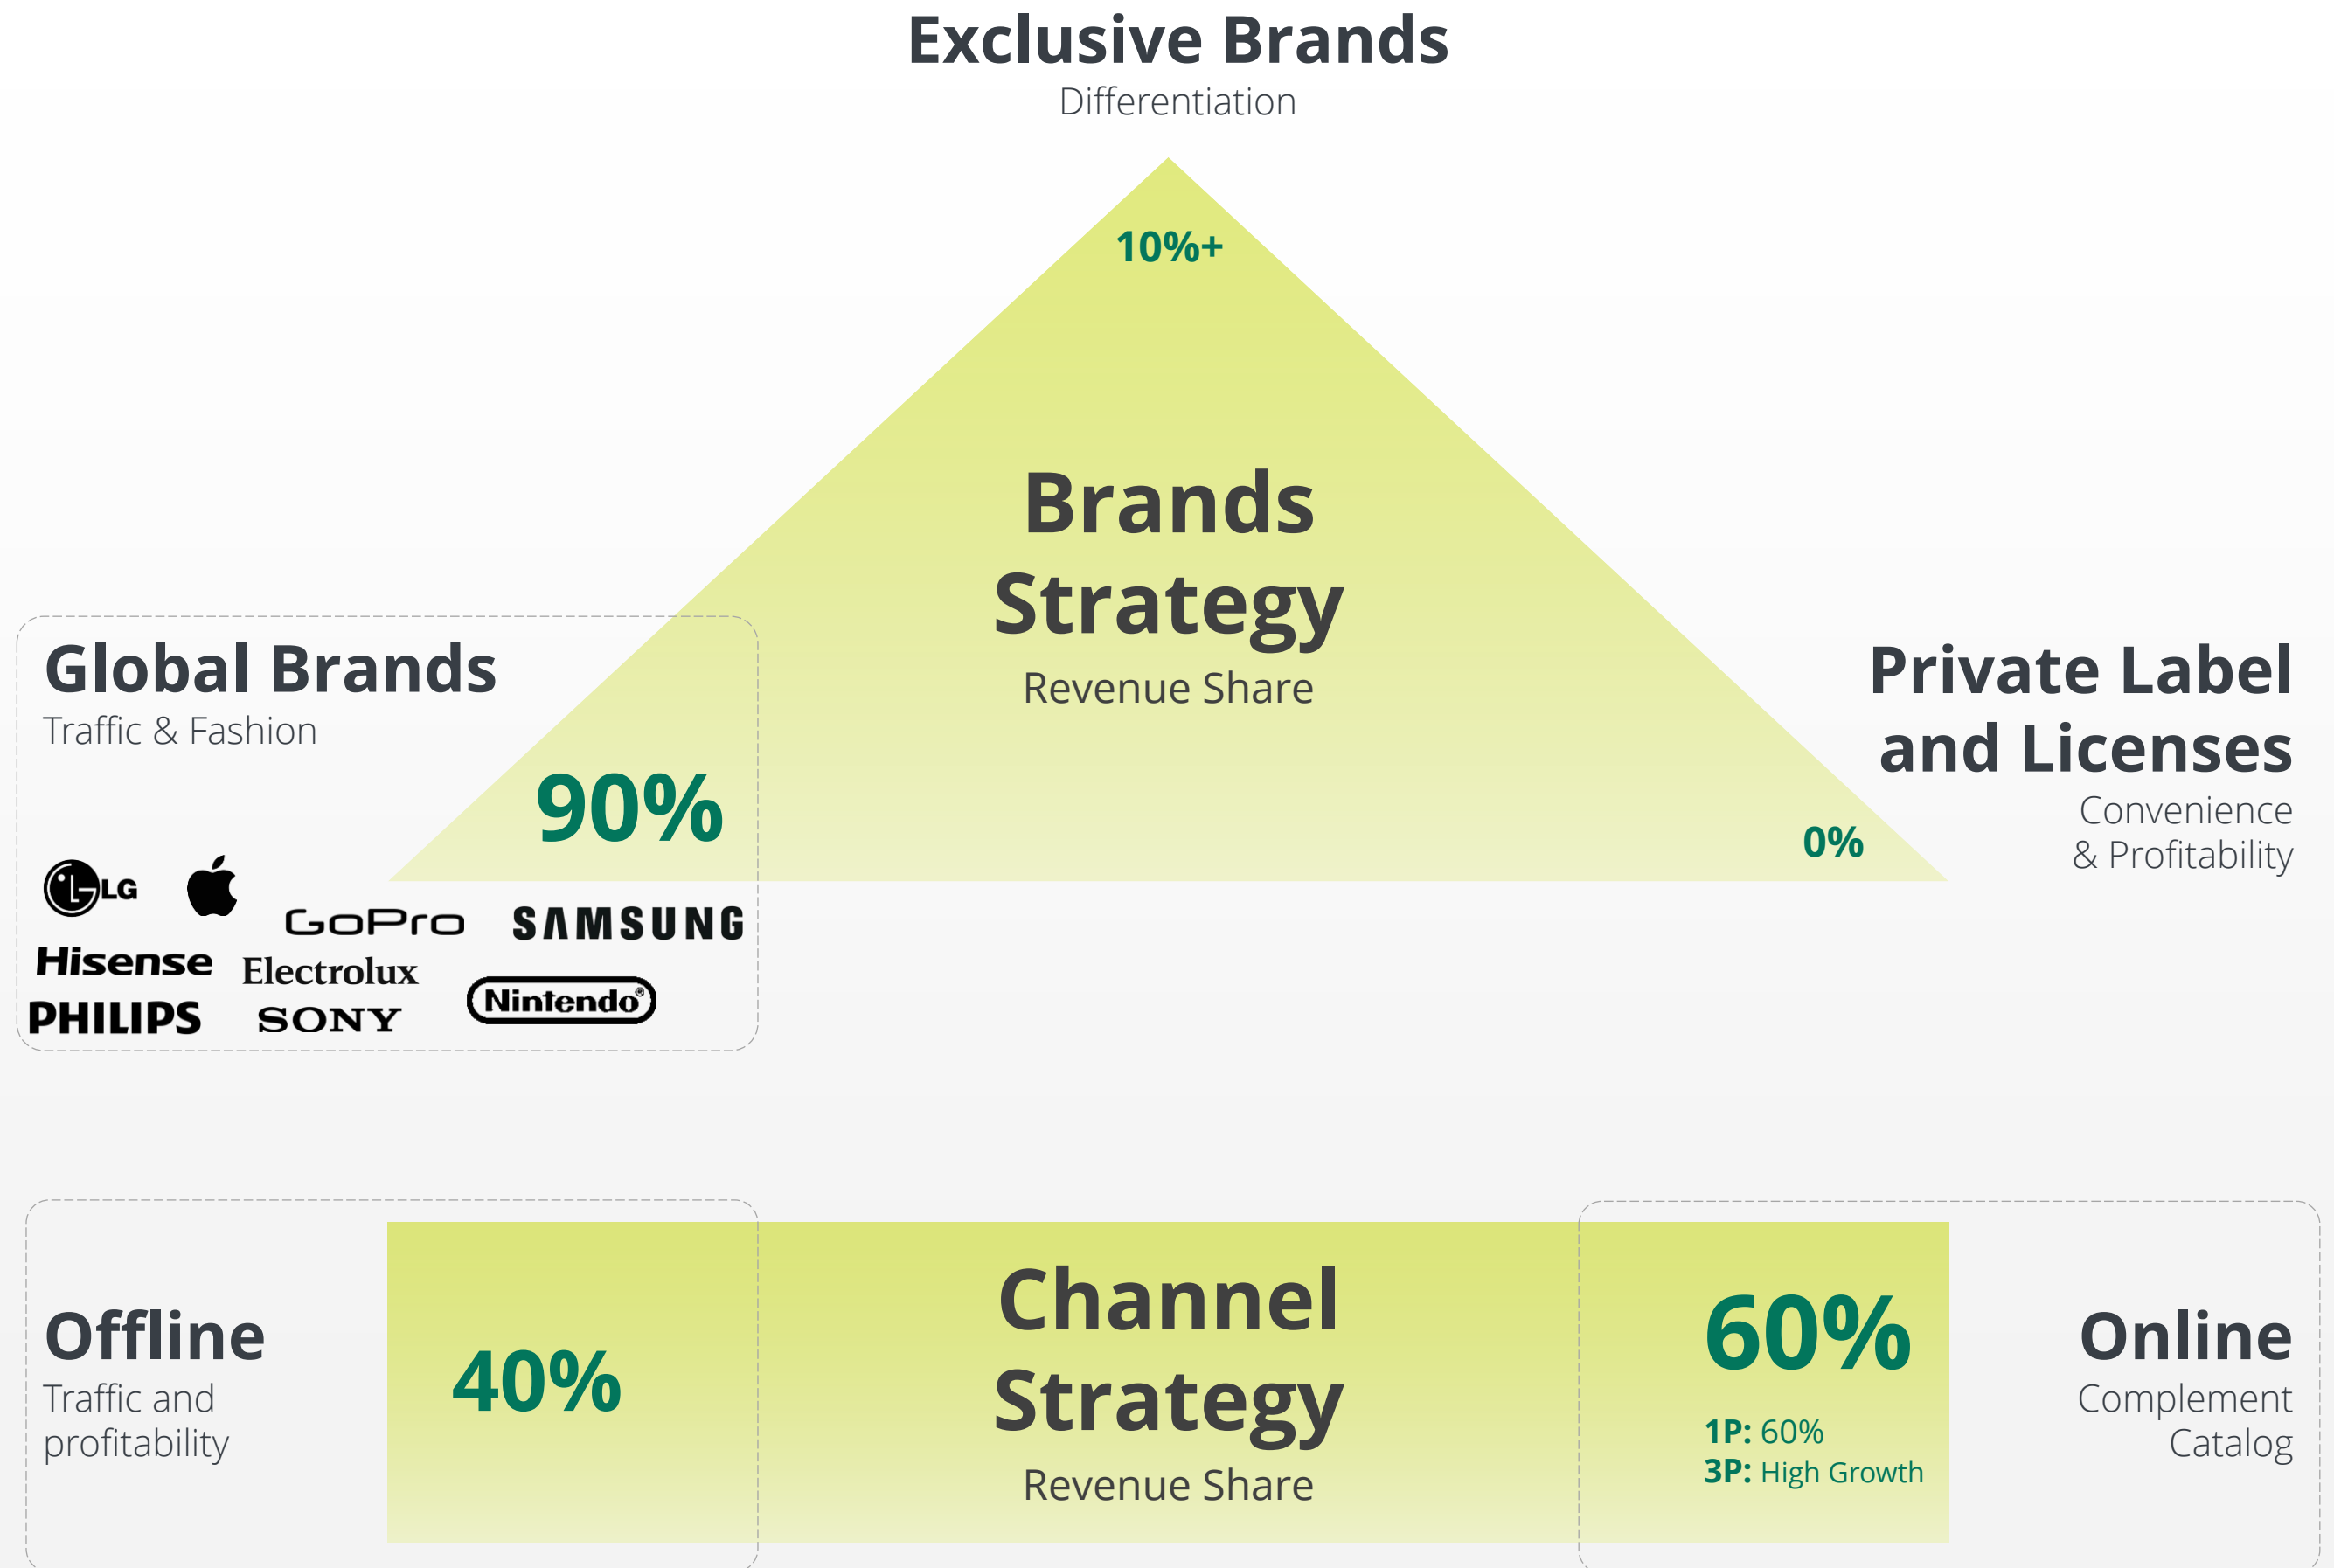 Exclusive Brands
Differentiation
10%+
Brands
Strategy
Revenue Share
Global Brands
Traffic & Fashion
90%
LG
GoPro
SAMSUNG
Hisense
Electrolux
Nintendo®
PHILIPS
SONY
Private Label
and Licenses
Convenience
& Profitability
0%
Offline
Traffic and
profitability
40%
Channel
Strategy
Revenue Share
60%
1P: 60%
3P: High Growth
Online
Complement
Catalog